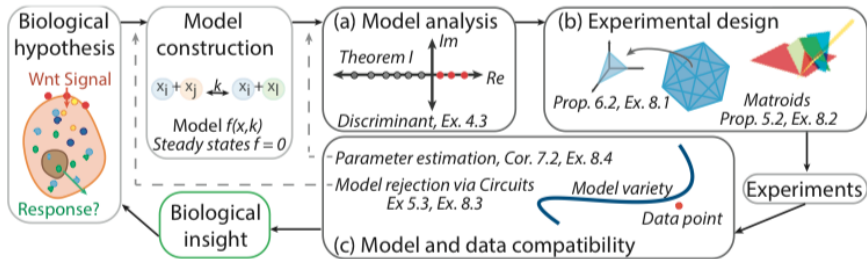 Biological
hypothesis
Wnt Signal
Response?
Model
construction
xi + xj k xi + xl
Model f(x,k)
Steady states f = 0
(a) Model analysis
Theorem I
Im
Re
Discriminant, Ex. 4.3
(b) Experimental design
Prop. 6.2, Ex. 8.1
Matroids
Prop. 5.2, Ex. 8.2
Experiments
Parameter estimation, Cor. 7.2, Ex. 8.4
Model rejection via Circuits
Ex 5.3, Ex. 8.3
Model variety
Data point
(c) Model and data compatibility
Biological
insight